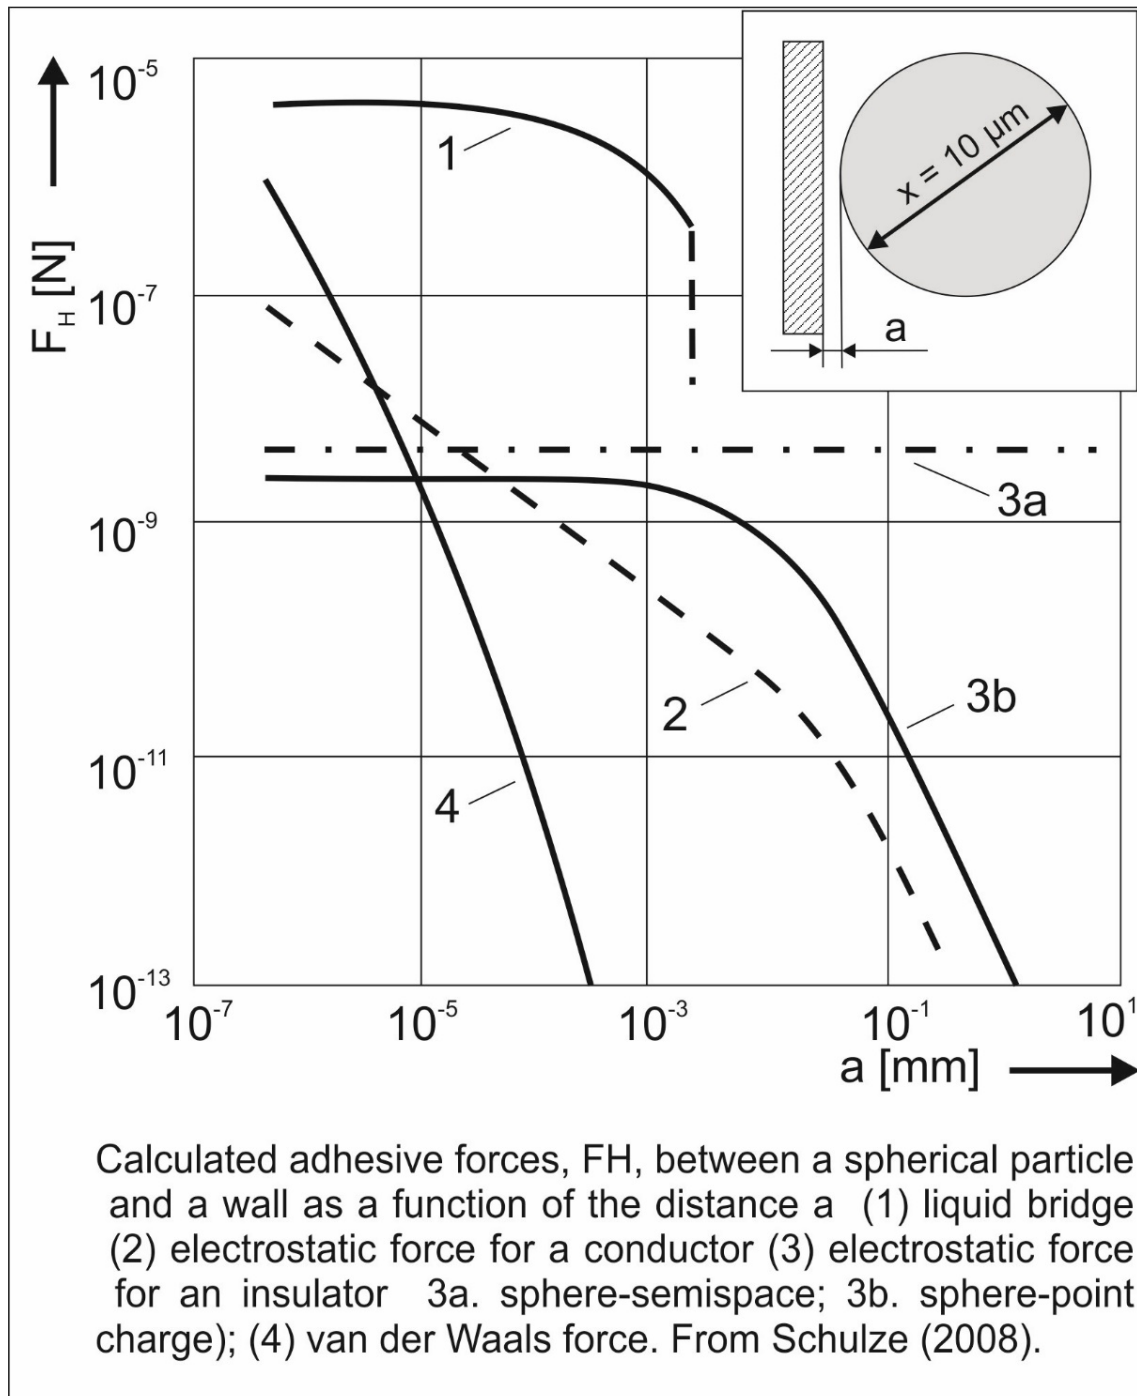 10⁻⁵
10⁻⁷
10⁻⁹
10⁻¹¹
10⁻¹³
F_H [N]
1
x = 10 µm
a
3a
2
3b
4
10⁻⁷
10⁻⁵
10⁻³
10⁻¹
10¹
a [mm]
Calculated adhesive forces, FH, between a spherical particle
and a wall as a function of the distance a (1) liquid bridge
(2) electrostatic force for a conductor (3) electrostatic force
for an insulator 3a. sphere-semispace; 3b. sphere-point
charge); (4) van der Waals force. From Schulze (2008).